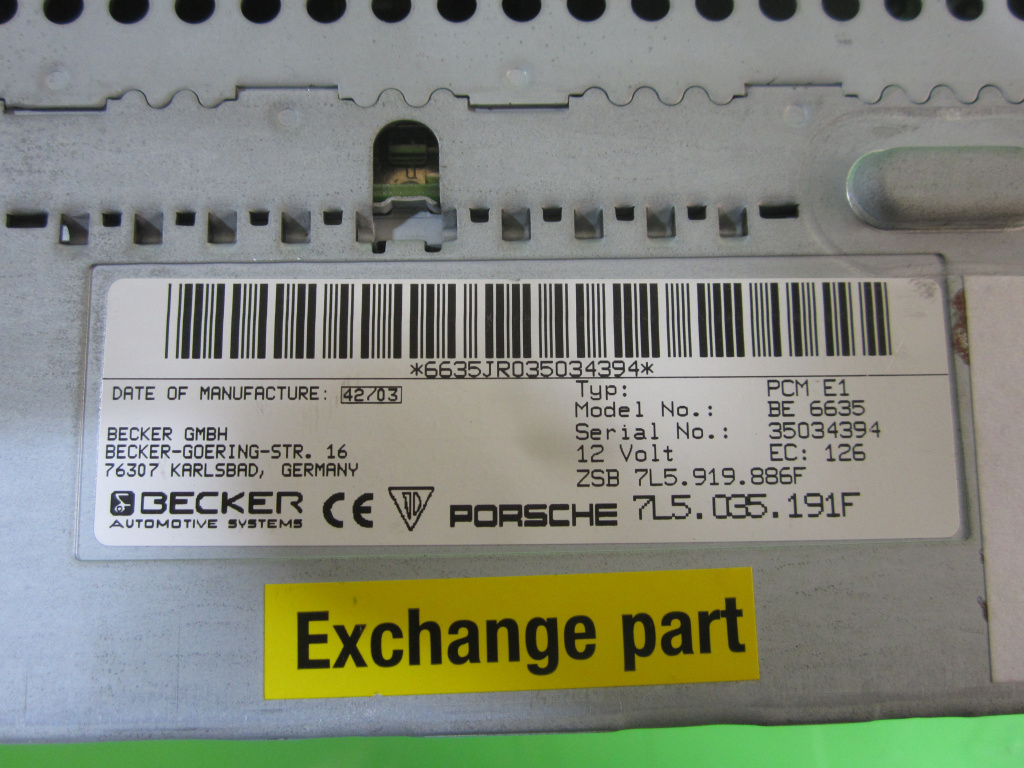 *6635JR035034394*
DATE OF MANUFACTURE: 42/03
BECKER GMBH
BECKER-GOERING-STR. 16
76307 KARLSBAD, GERMANY
BECKER
AUTOMOTIVE SYSTEMS
CE
Typ: PCM E1
Model No.: BE 6635
Serial No.: 35034394
12 Volt EC: 126
ZSB 7L5.919.886F
PORSCHE 7L5.035.191F
Exchange part